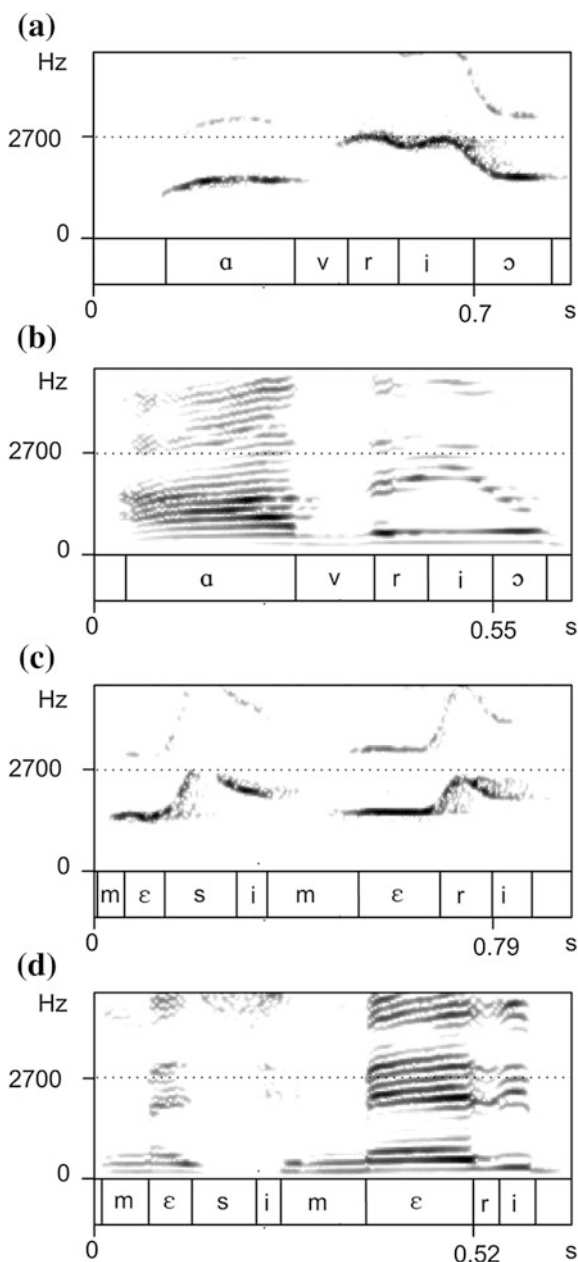 (a)
Hz
2700
0
ɑ v r i ɔ
0 0.7 s
(b)
Hz
2700
0
ɑ v r i ɔ
0 0.55 s
(c)
Hz
2700
0
m ɛ s i m ɛ r i
0 0.79 s
(d)
Hz
2700
0
m ɛ s i m ɛ r i
0 0.52 s